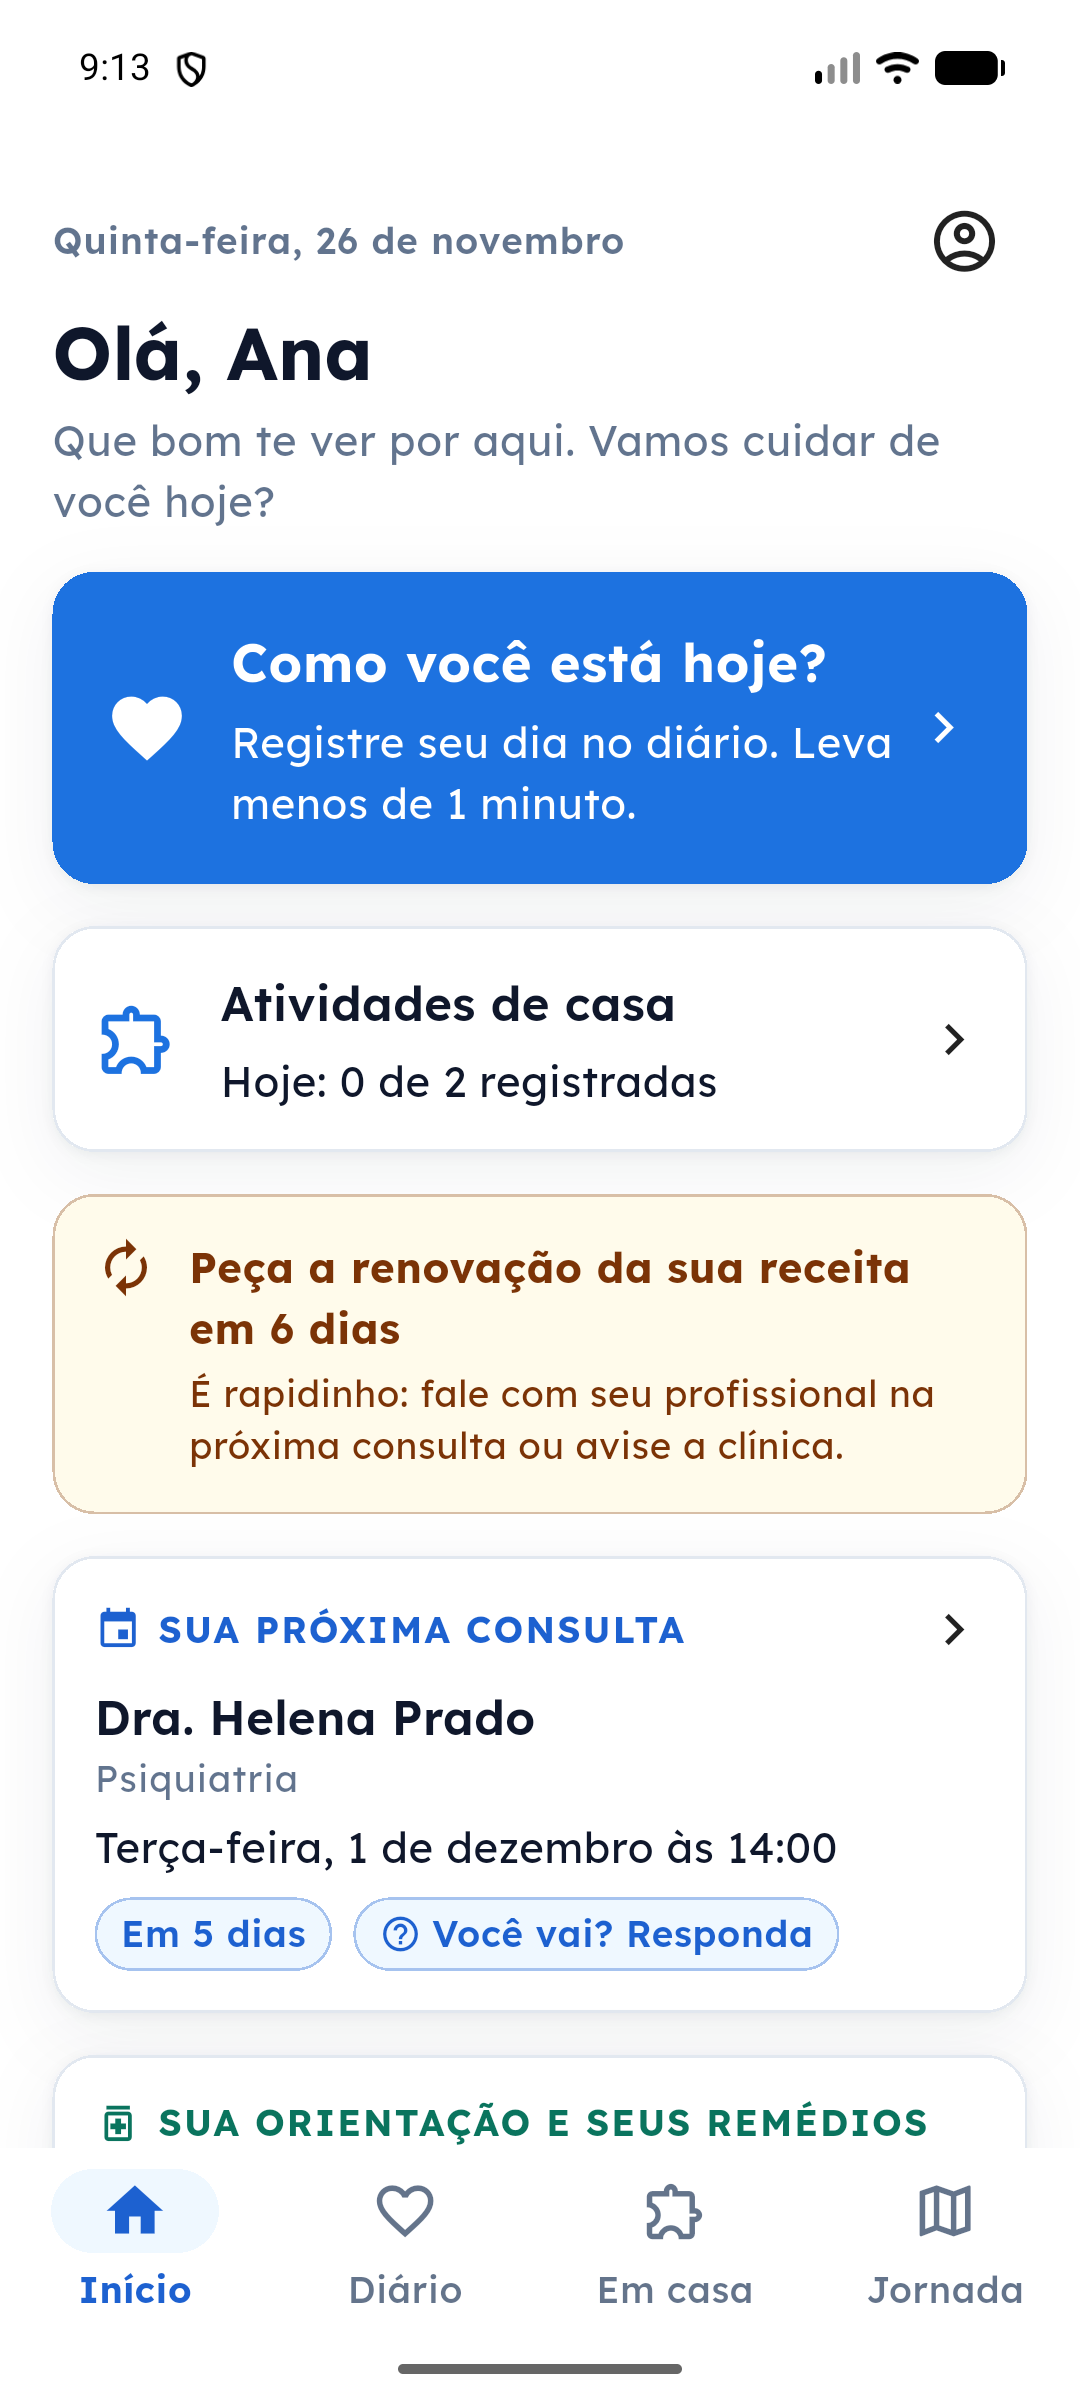 9:13
Quinta-feira, 26 de novembro
Olá, Ana
Que bom te ver por aqui. Vamos cuidar de
você hoje?
Como você está hoje?
Registre seu dia no diário. Leva
menos de 1 minuto.
Atividades de casa
Hoje: 0 de 2 registradas
Peça a renovação da sua receita
em 6 dias
É rapidinho: fale com seu profissional na
próxima consulta ou avise a clínica.
SUA PRÓXIMA CONSULTA
Dra. Helena Prado
Psiquiatria
Terça-feira, 1 de dezembro às 14:00
Em 5 dias
Você vai? Responda
SUA ORIENTAÇÃO E SEUS REMÉDIOS
Início
Diário
Em casa
Jornada